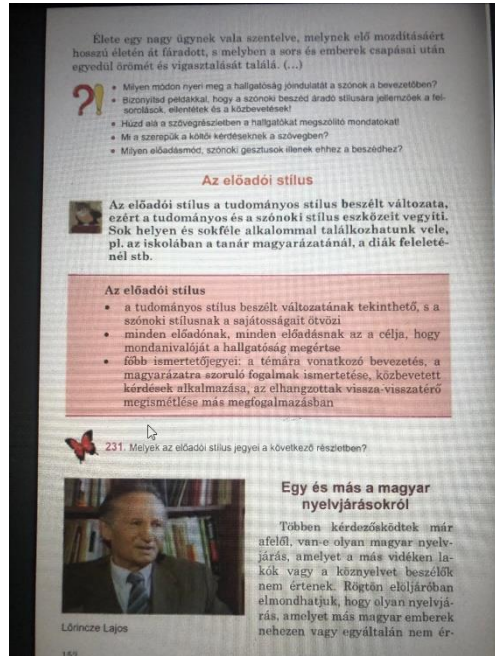 Élete egy nagy ügynek vala szentelve, melynek elő mozdításáért
hosszú életén át fáradott, s melyben a sors és emberek csapásai után
egyedül örömét és vigasztalását találá. (...)
?!
• Milyen módon nyeri meg a hallgatóság jóindulatát a szónok a bevezetőben?
• Bizonyítsd példákkal, hogy a szónoki beszéd áradó stílusára jellemzőek a fel-
sorolások, ellentétek és a közbevetések!
• Húzd alá a szövegrészletben a hallgatókat megszólító mondatokat!
• Mi a szerepük a költői kérdéseknek a szövegben?
• Milyen előadásmód, szónoki gesztusok illenek ehhez a beszédhez?
Az előadói stílus
Az előadói stílus a tudományos stílus beszélt változata,
ezért a tudományos és a szónoki stílus eszközeit vegyíti.
Sok helyen és sokféle alkalommal találkozhatunk vele,
pl. az iskolában a tanár magyarázatánál, a diák feleleté-
nél stb.
Az előadói stílus
• a tudományos stílus beszélt változatának tekinthető, s a
szónoki stílusnak a sajátosságait ötvözi
• minden előadónak, minden előadásnak az a célja, hogy
mondanivalóját a hallgatóság megértse
• főbb ismertetőjegyei: a témára vonatkozó bevezetés, a
magyarázatra szoruló fogalmak ismertetése, közbevetett
kérdések alkalmazása, az elhangzottak vissza-visszatérő
megismétlése más megfogalmazásban
231. Melyek az előadói stílus jegyei a következő részletben?
Egy és más a magyar
nyelvjárásokról
Többen kérdezősködtek már
afelől, van-e olyan magyar nyelv-
járás, amelyet a más vidéken la-
kók vagy a köznyelvet beszélők
nem értenek. Rögtön elöljáróban
elmondhatjuk, hogy olyan nyelvjá-
rás, amelyet más magyar emberek
nehezen vagy egyáltalán nem ér-
Lőrincze Lajos